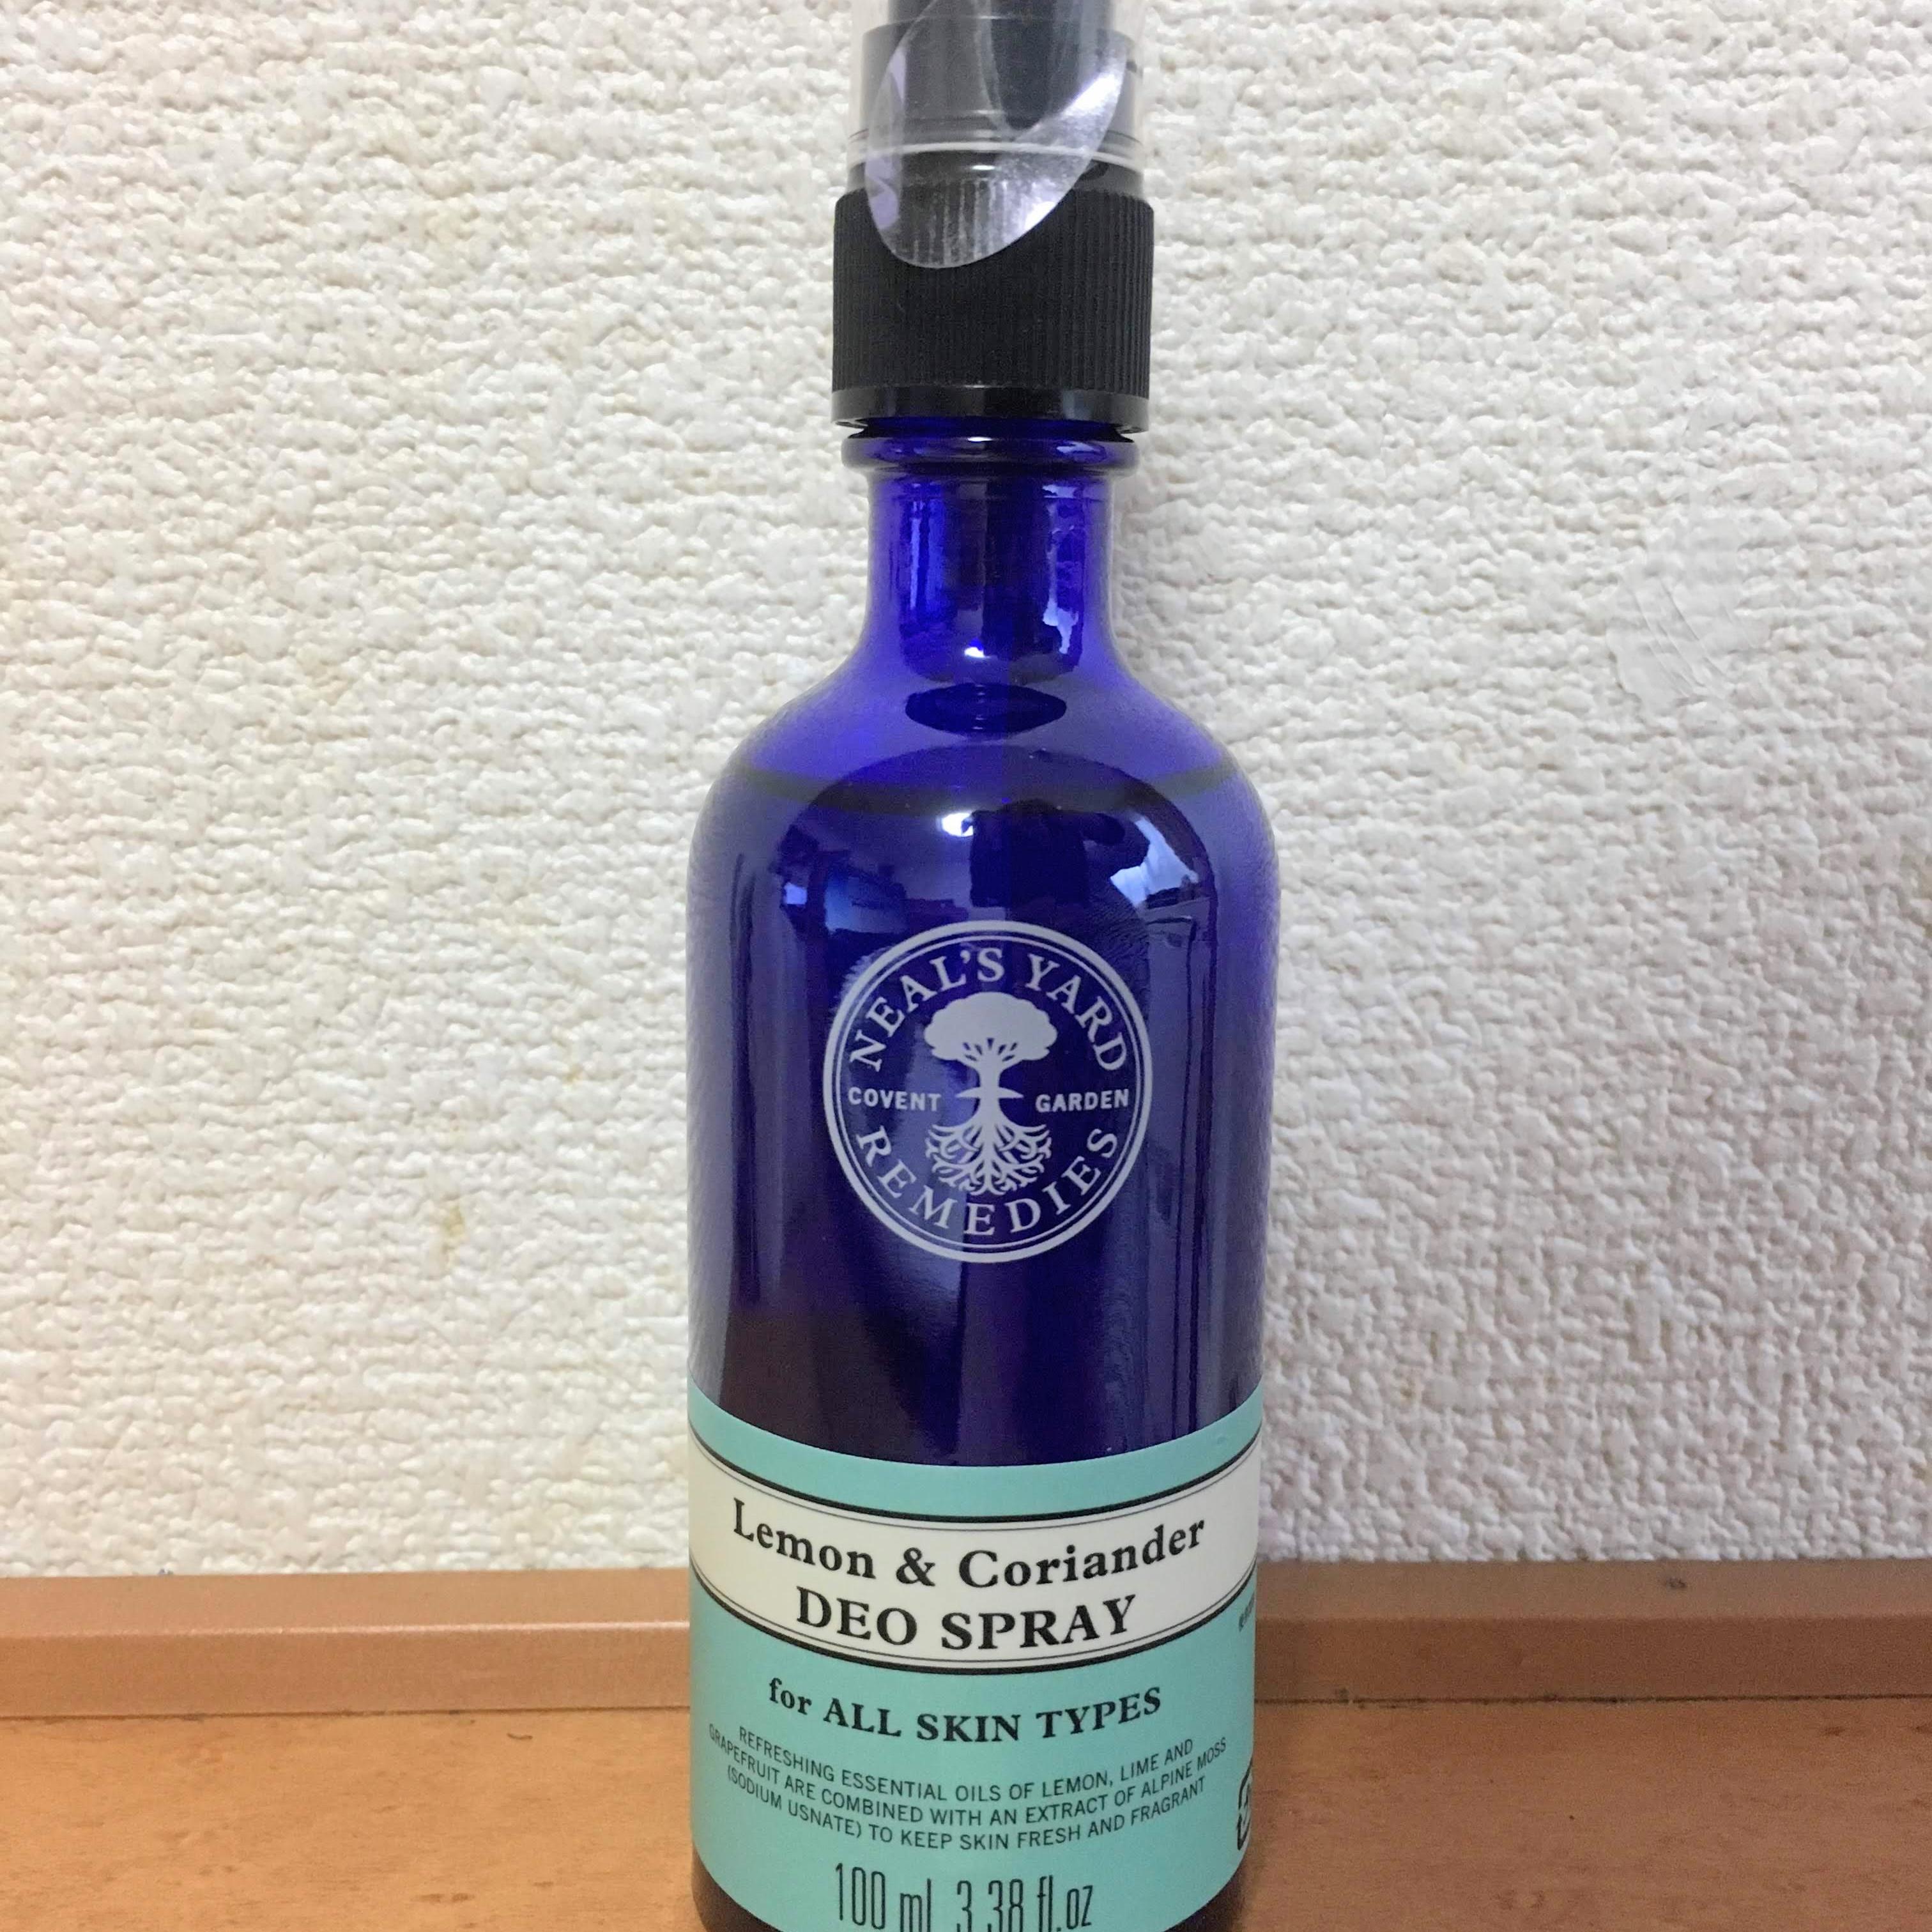 NEAL'S YARD
COVENT GARDEN
REMEDIES
Lemon & Coriander
DEO SPRAY
for ALL SKIN TYPES
REFRESHING ESSENTIAL OILS OF LEMON, LIME AND
GRAPEFRUIT ARE COMBINED WITH AN EXTRACT OF ALPINE MOSS
(SODIUM USNATE) TO KEEP SKIN FRESH AND FRAGRANT
100 ml 3.38 fl.oz